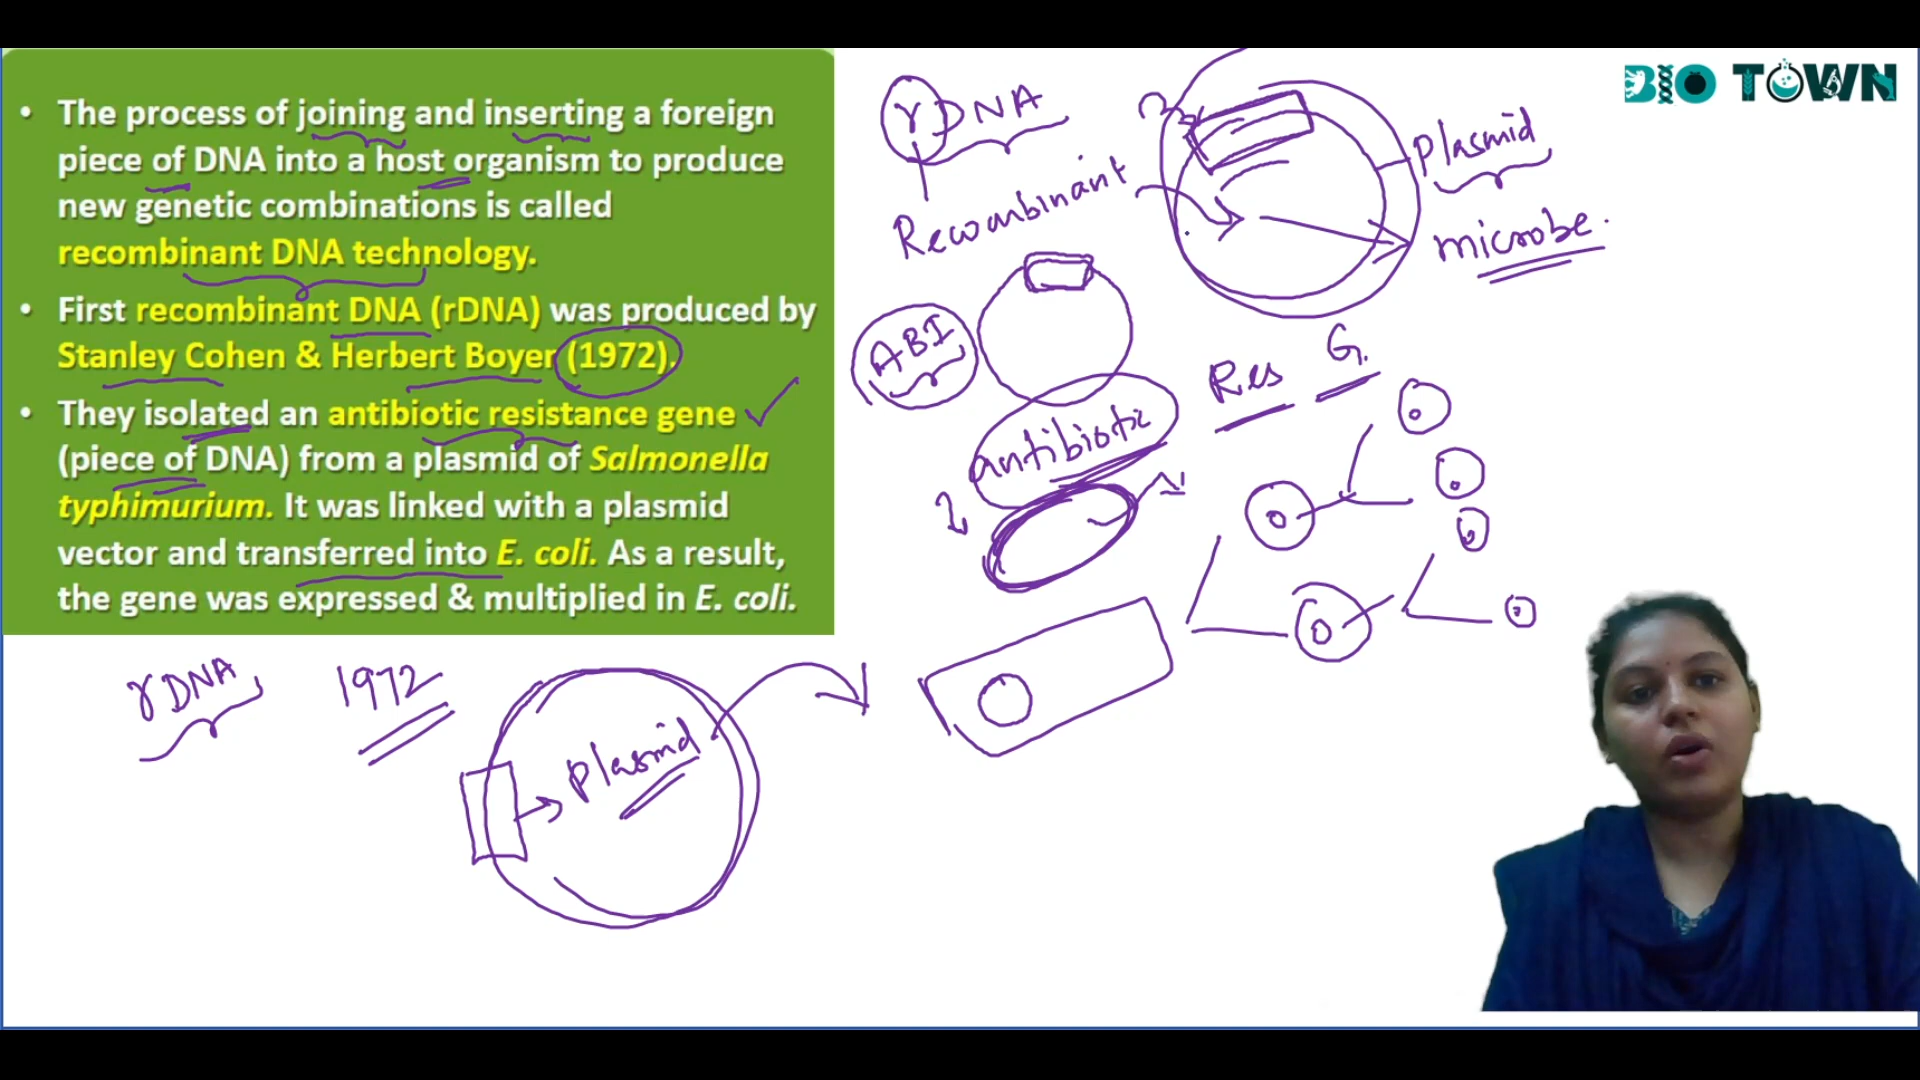 • The process of joining and inserting a foreign
piece of DNA into a host organism to produce
new genetic combinations is called
recombinant DNA technology.
• First recombinant DNA (rDNA) was produced by
Stanley Cohen & Herbert Boyer (1972).
• They isolated an antibiotic resistance gene
(piece of DNA) from a plasmid of Salmonella
typhimurium. It was linked with a plasmid
vector and transferred into E. coli. As a result,
the gene was expressed & multiplied in E. coli.
rDNA
Recombinant
plasmid
microbe.
BIO TOWN
ABI
Res G.
antibiotic
rDNA
1972
plasmid